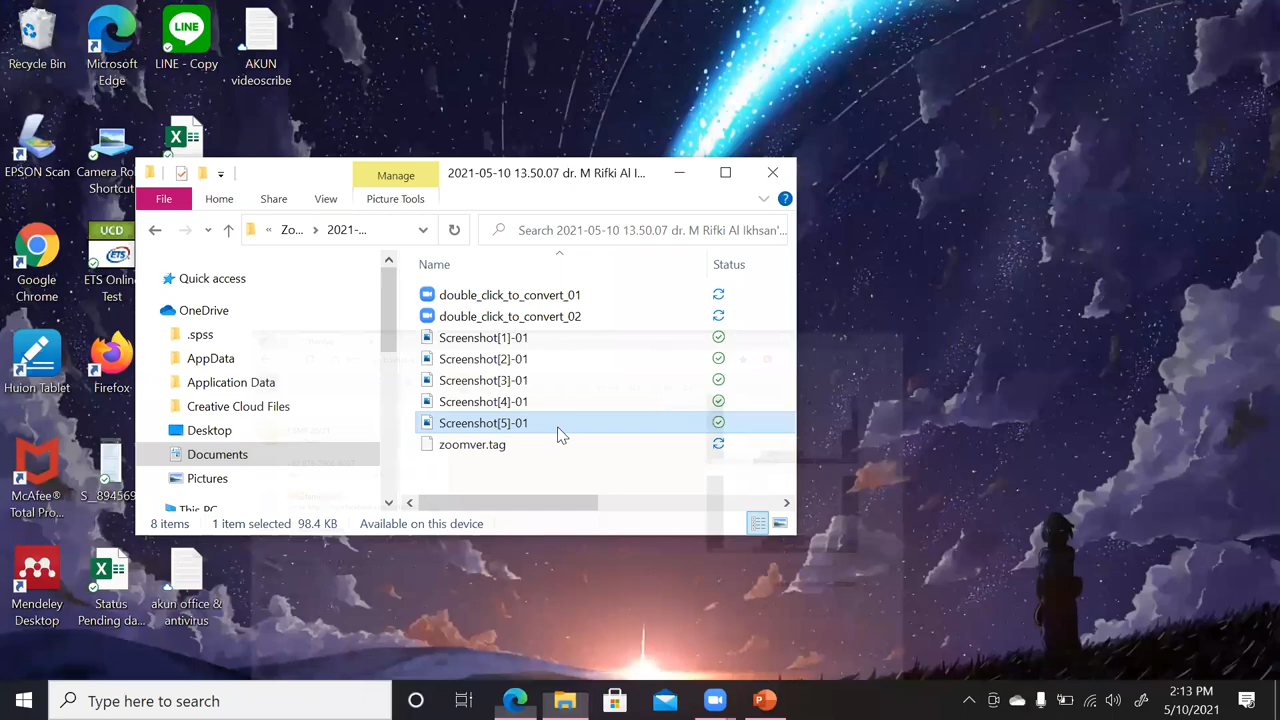 Recycle Bin
Microsoft
Edge
LINE
LINE - Copy
AKUN
videoscribe
EPSON Scan
Camera Ro...
Shortcut
UCD
ETS
Google
Chrome
ETS Online
Test
Huion Tablet
Firefox
McAfee®
Total Pro...
S__894569
Mendeley
Desktop
Status
Pending da...
akun office &
antivirus
Manage
2021-05-10 13.50.07 dr. M Rifki Al I...
File
Home
Share
View
Picture Tools
« Zo... > 2021-...
Search 2021-05-10 13.50.07 dr. M Rifki Al Ikhsan'...
Quick access
OneDrive
.spss
AppData
Application Data
Creative Cloud Files
Desktop
Documents
Pictures
This PC
Name
Status
double_click_to_convert_01
double_click_to_convert_02
Screenshot[1]-01
Screenshot[2]-01
Screenshot[3]-01
Screenshot[4]-01
Screenshot[5]-01
zoomver.tag
8 items
1 item selected 98.4 KB
Available on this device
Type here to search
2:13 PM
5/10/2021